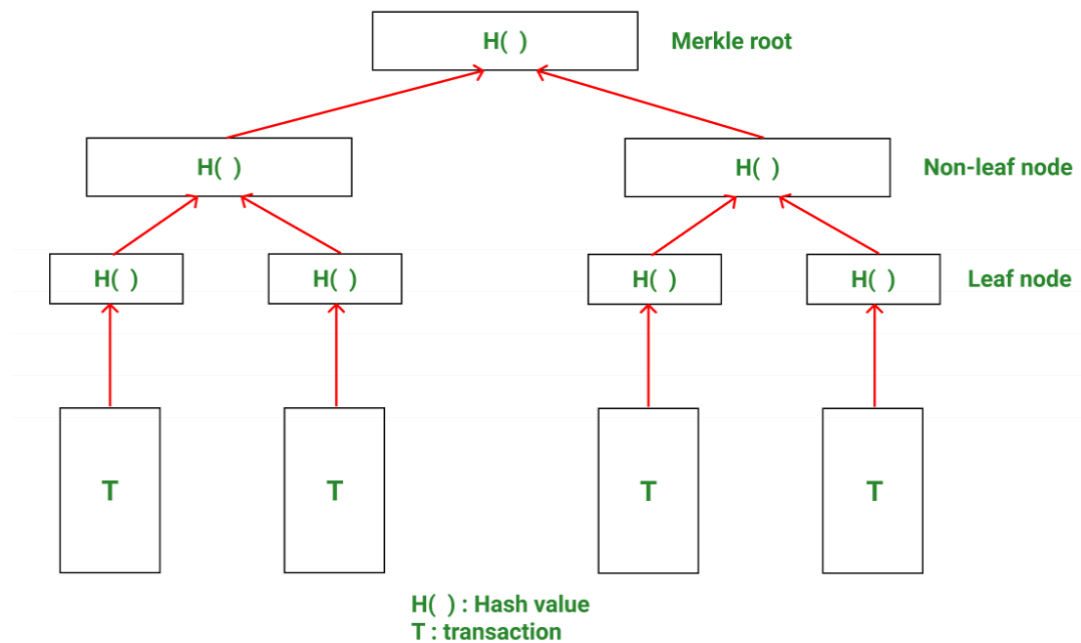 H( ) Merkle root
H( ) H( ) Non-leaf node
H( ) H( ) H( ) H( ) Leaf node
T T T T
H( ) : Hash value
T : transaction